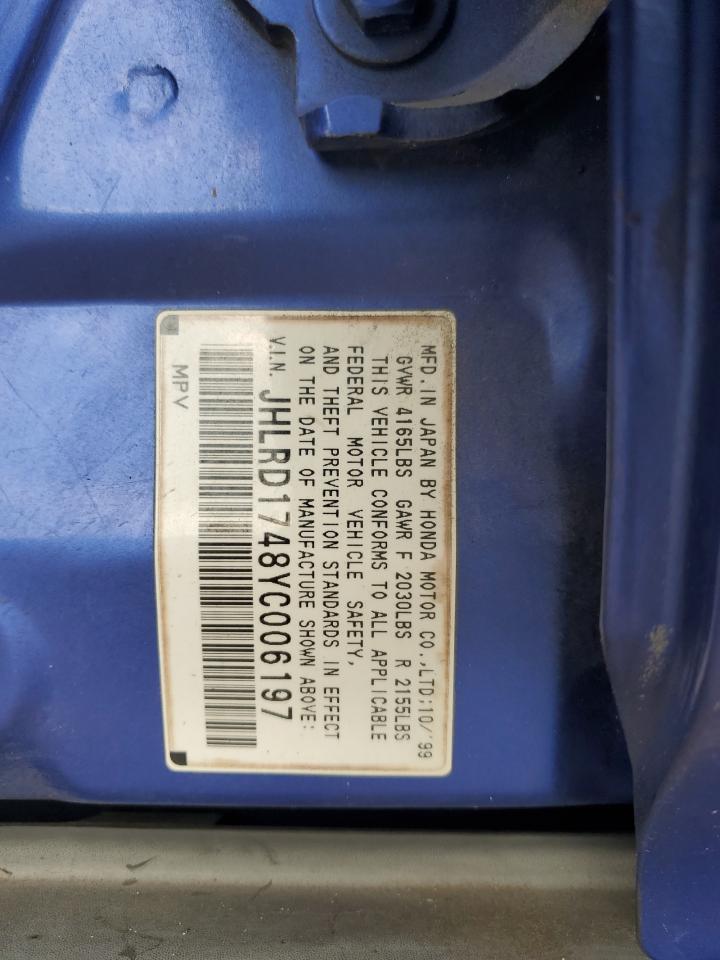 MFD. IN JAPAN BY HONDA MOTOR CO.,LTD;10/'99
GVWR 4165LBS GAWR F 2030LBS R 2155LBS
THIS VEHICLE CONFORMS TO ALL APPLICABLE
FEDERAL MOTOR VEHICLE SAFETY,
AND THEFT PREVENTION STANDARDS IN EFFECT
ON THE DATE OF MANUFACTURE SHOWN ABOVE:
V.I.N. JHLRD1748YC006197
MPV